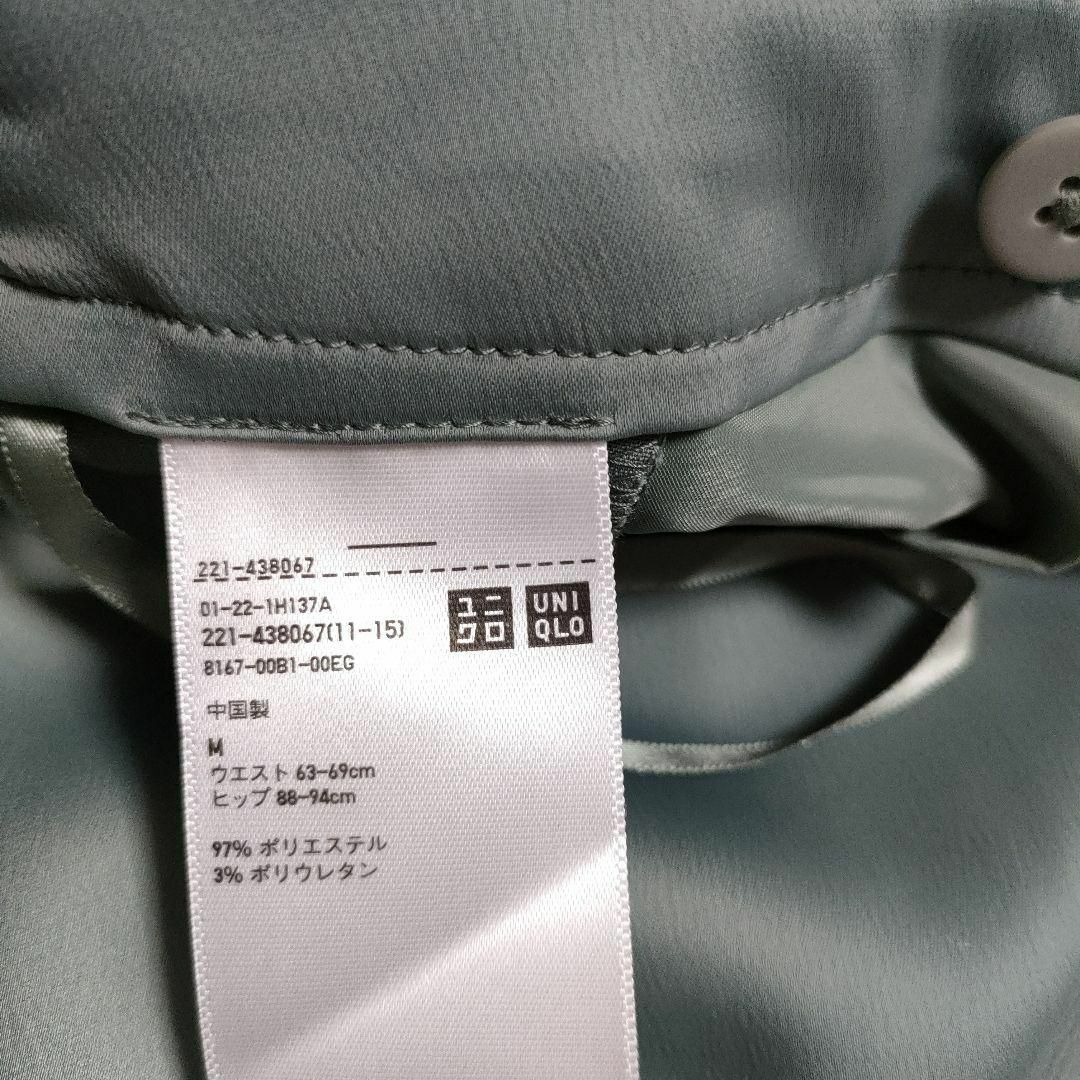 221-438067
01-22-1H137A
221-438067(11-15)
8167-00B1-00EG
ユニ
クロ
UNI
QLO
中国製
M
ウエスト 63-69cm
ヒップ 88-94cm
97% ポリエステル
3% ポリウレタン